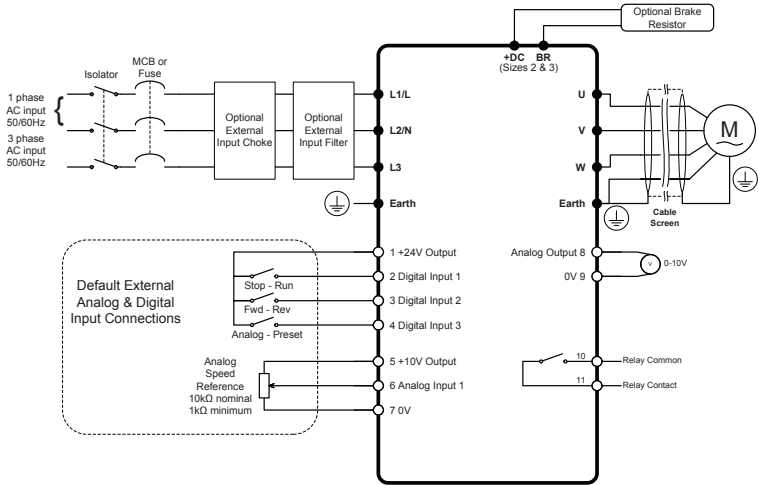 Optional Brake
Resistor
+DC BR
(Sizes 2 & 3)
MCB or
Fuse
Isolator
1 phase
AC input
50/60Hz
3 phase
AC input
50/60Hz
Optional
External
Input Choke
Optional
External
Input Filter
L1/L
L2/N
L3
Earth
U
V
W
Earth
M
Cable
Screen
Default External
Analog & Digital
Input Connections
Stop - Run
Fwd - Rev
Analog - Preset
Analog
Speed
Reference
10kΩ nominal
1kΩ minimum
1 +24V Output
2 Digital Input 1
3 Digital Input 2
4 Digital Input 3
5 +10V Output
6 Analog Input 1
7 0V
Analog Output 8
0V 9
V
0-10V
10
Relay Common
11
Relay Contact